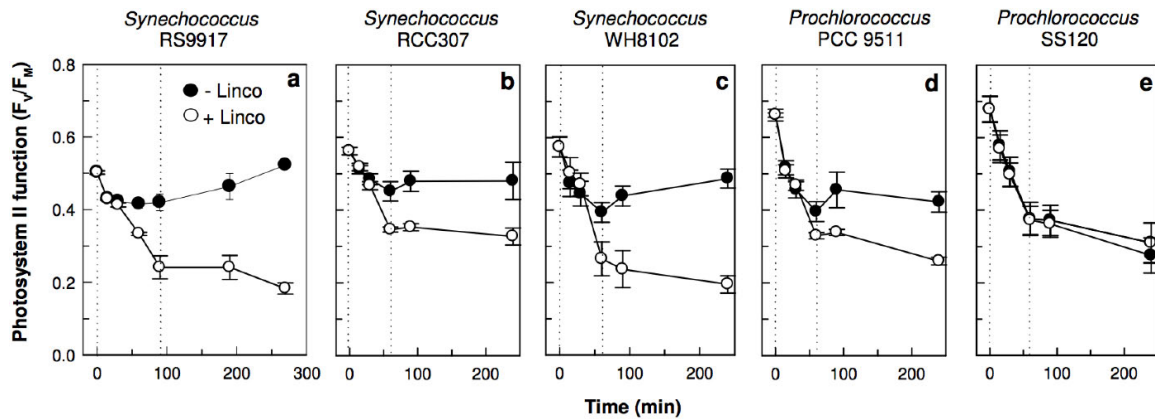 Synechococcus
RS9917
Synechococcus
RCC307
Synechococcus
WH8102
Prochlorococcus
PCC 9511
Prochlorococcus
SS120
Photosystem II function (FV/FM)
0.8
0.6
0.4
0.2
0.0
a
- Linco
+ Linco
b
c
d
e
0 100 200 300
0 100 200
0 100 200
0 100 200
0 100 200
Time (min)